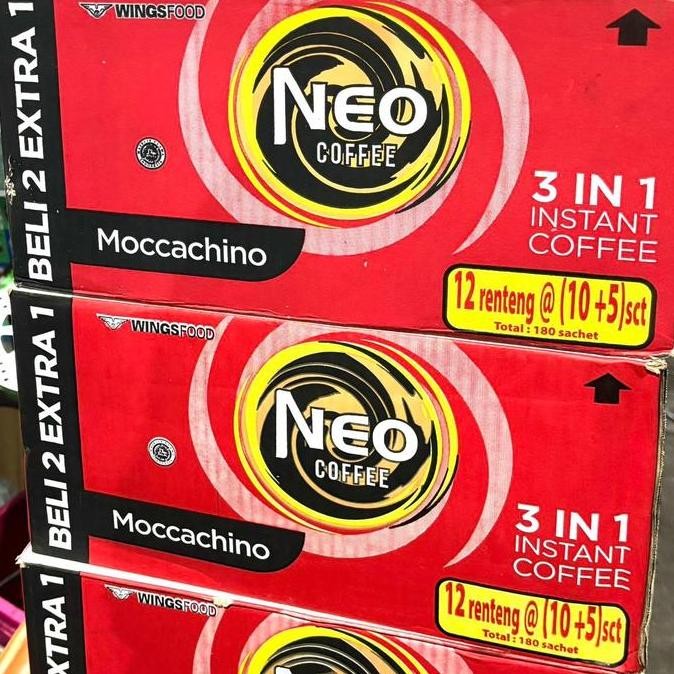 BELI 2 EXTRA 1
WINGSFOOD
NEO
COFFEE
3 IN 1
INSTANT
COFFEE
Moccachino
12 renteng @ (10 +5)sct
Total : 180 sachet
BELI 2 EXTRA 1
WINGSFOOD
NEO
COFFEE
3 IN 1
INSTANT
COFFEE
Moccachino
12 renteng @ (10 +5)sct
Total : 180 sachet
XTRA 1
WINGSFOOD